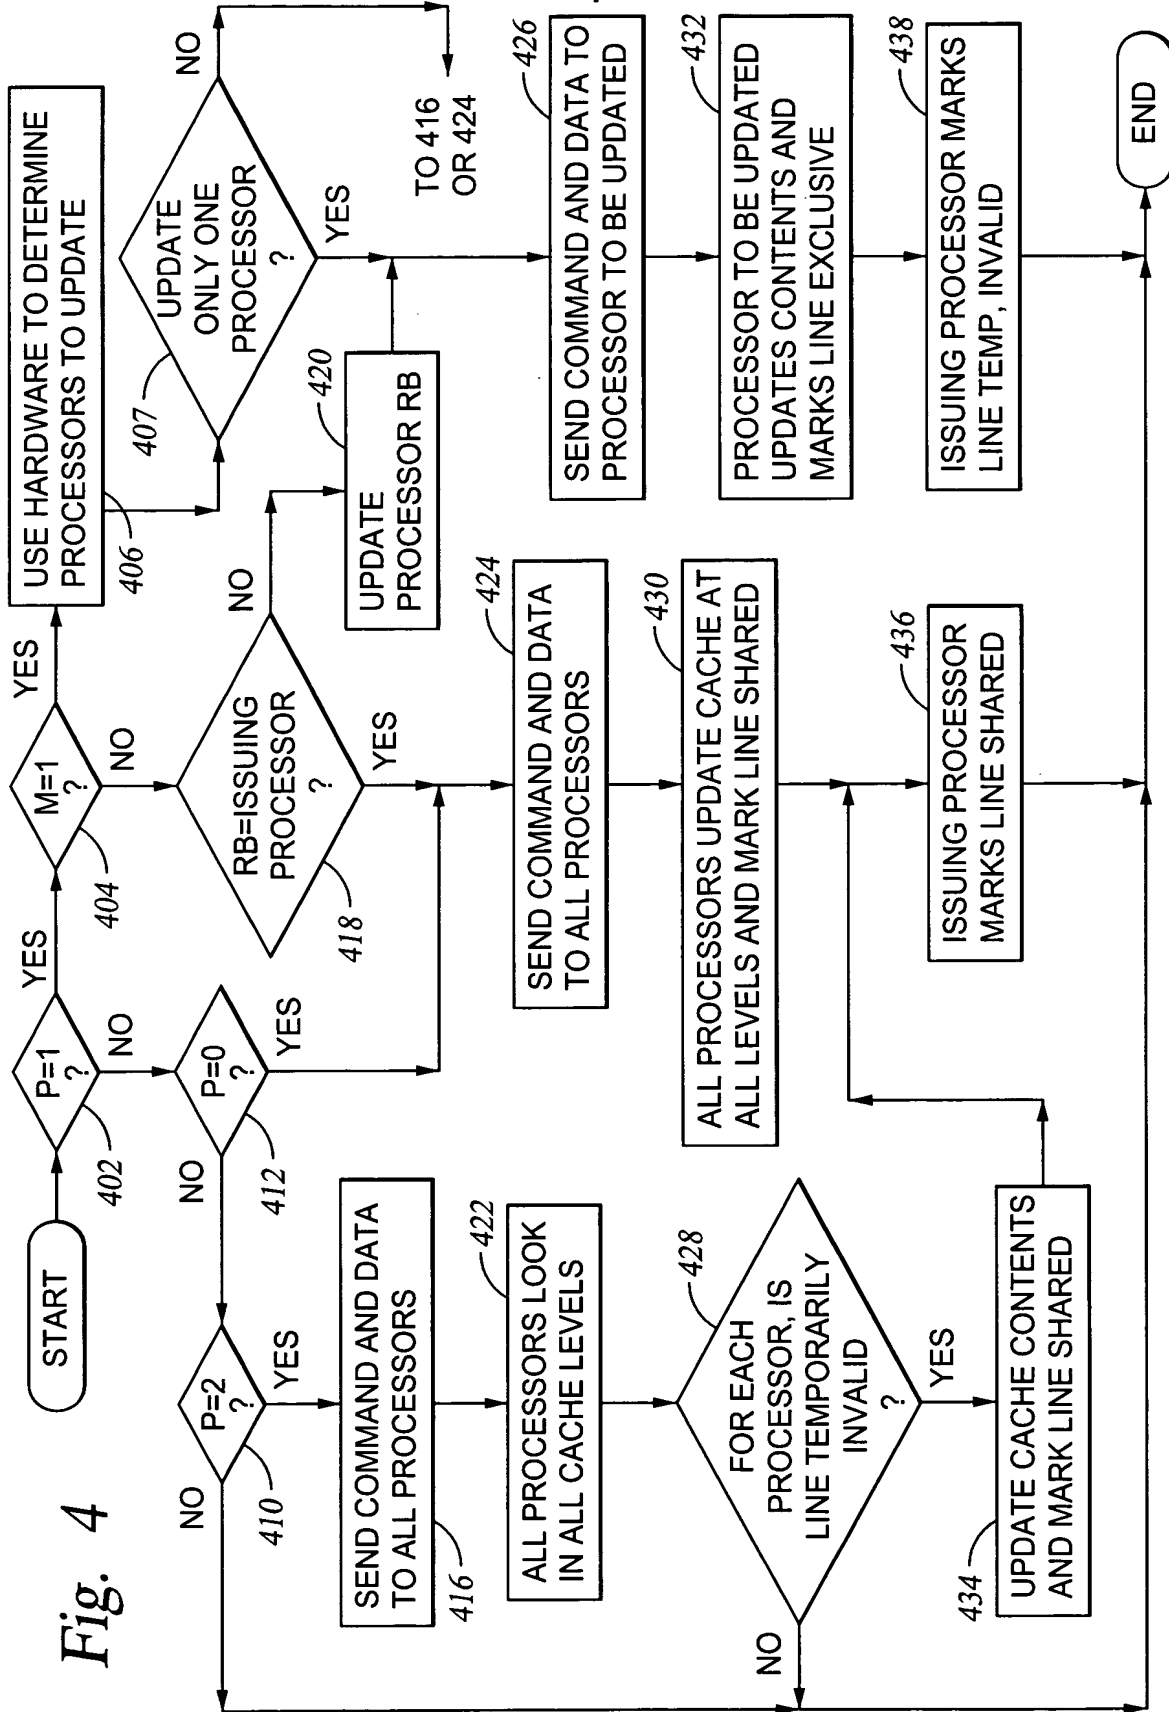 Fig. 4
START
P=1
?
402
YES
NO
M=1
?
404
YES
NO
USE HARDWARE TO DETERMINE
PROCESSORS TO UPDATE
406
UPDATE
ONLY ONE
PROCESSOR
?
407
NO
YES
TO 416
OR 424
P=0
?
412
NO
YES
RB=ISSUING
PROCESSOR
?
418
NO
YES
UPDATE
PROCESSOR RB
420
P=2
?
410
NO
YES
SEND COMMAND AND DATA
TO ALL PROCESSORS
416
SEND COMMAND AND DATA
TO ALL PROCESSORS
424
SEND COMMAND AND DATA TO
PROCESSOR TO BE UPDATED
426
ALL PROCESSORS LOOK
IN ALL CACHE LEVELS
422
ALL PROCESSORS UPDATE CACHE AT
ALL LEVELS AND MARK LINE SHARED
430
PROCESSOR TO BE UPDATED
UPDATES CONTENTS AND
MARKS LINE EXCLUSIVE
432
FOR EACH
PROCESSOR, IS
LINE TEMPORARILY
INVALID
?
428
NO
YES
UPDATE CACHE CONTENTS
AND MARK LINE SHARED
434
ISSUING PROCESSOR
MARKS LINE SHARED
436
ISSUING PROCESSOR MARKS
LINE TEMP, INVALID
438
END